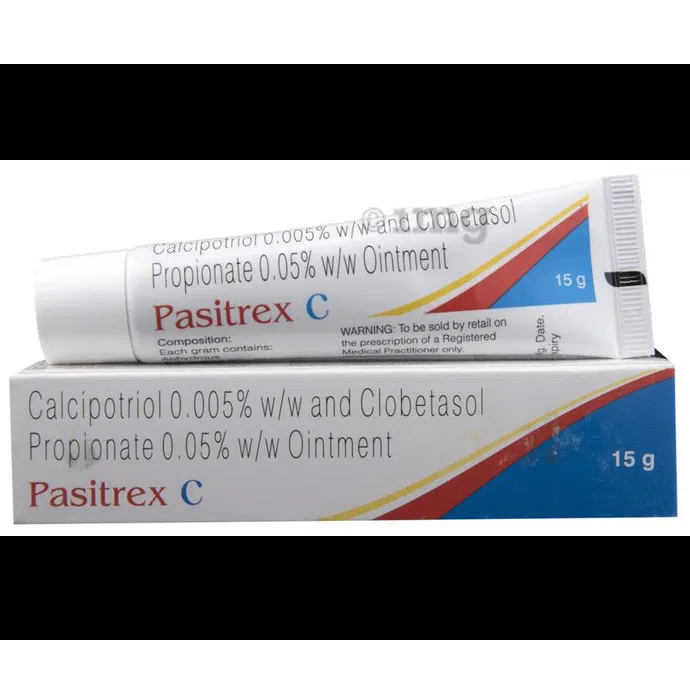 Calcipotriol 0.005% w/w and Clobetasol
Propionate 0.05% w/w Ointment
Pasitrex C
Composition:
Each gram contains:
Anhydrous
WARNING: To be sold by retail on
the prescription of a Registered
Medical Practitioner only.
15 g
Date.
Calcipotriol 0.005% w/w and Clobetasol
Propionate 0.05% w/w Ointment
Pasitrex C
15 g